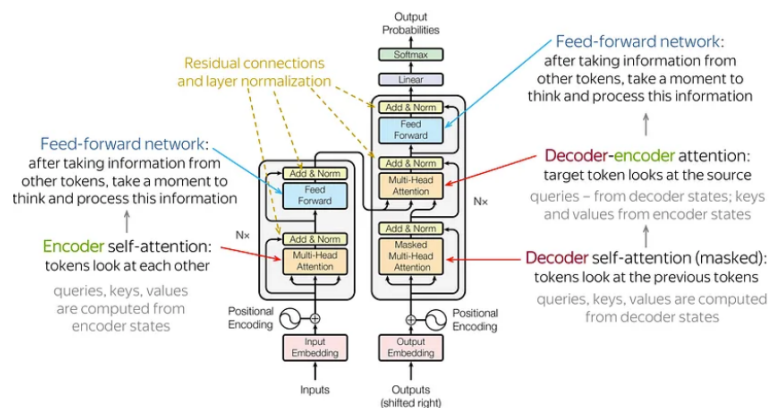 Output
Probabilities
Softmax
Linear
Add & Norm
Feed
Forward
Add & Norm
Multi-Head
Attention
Add & Norm
Masked
Multi-Head
Attention
Nx
Positional
Encoding
Output
Embedding
Outputs
(shifted right)
Residual connections
and layer normalization
Feed-forward network:
after taking information from
other tokens, take a moment to
think and process this information
Encoder self-attention:
tokens look at each other
queries, keys, values
are computed from
encoder states
Add & Norm
Feed
Forward
Nx
Add & Norm
Multi-Head
Attention
Positional
Encoding
Input
Embedding
Inputs
Feed-forward network:
after taking information from
other tokens, take a moment to
think and process this information
Decoder-encoder attention:
target token looks at the source
queries – from decoder states; keys
and values from encoder states
Decoder self-attention (masked):
tokens look at the previous tokens
queries, keys, values are computed
from decoder states